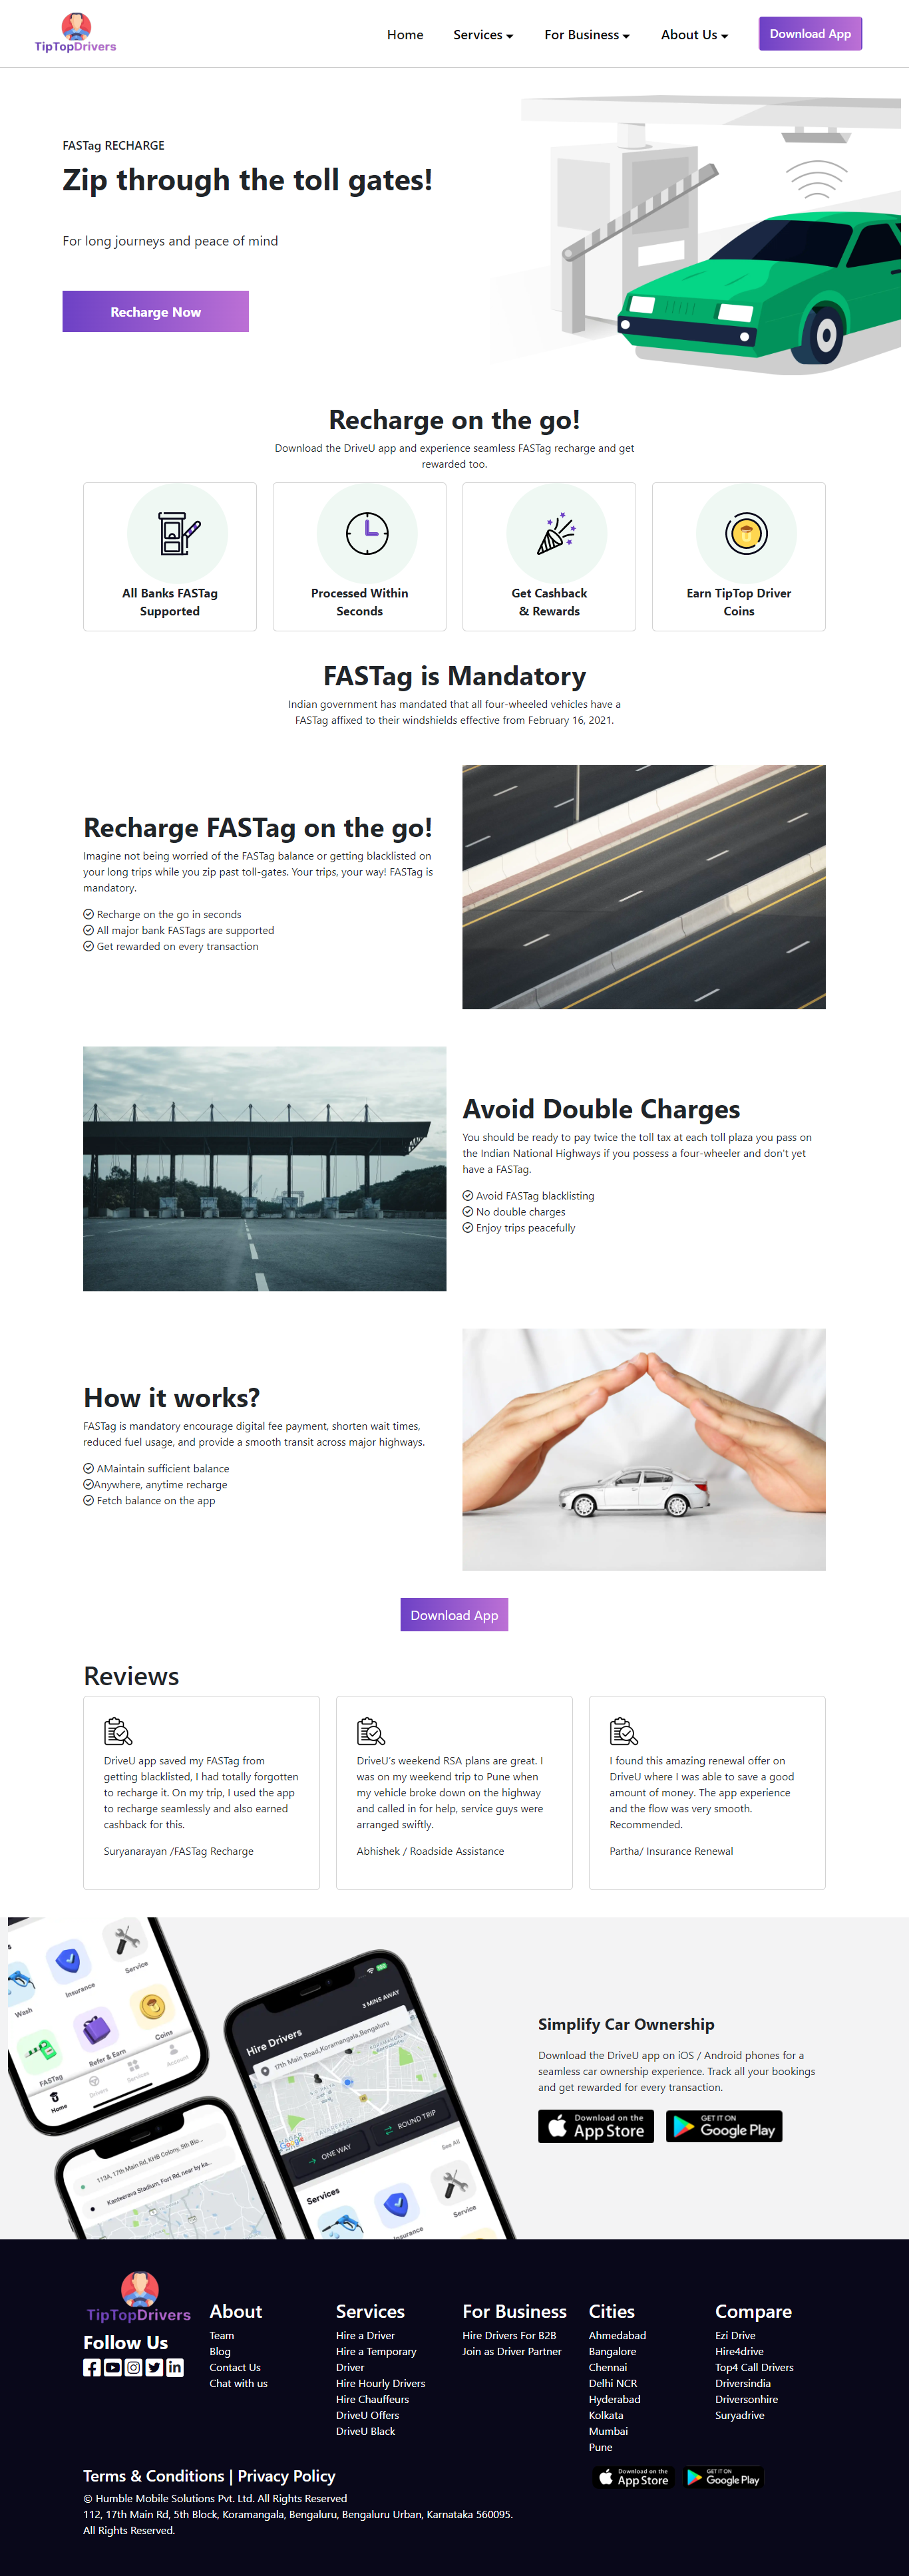 TipTopDrivers
Home
Services
For Business
About Us
Download App
FASTag RECHARGE
Zip through the toll gates!
For long journeys and peace of mind
Recharge Now
Recharge on the go!
Download the DriveU app and experience seamless FASTag recharge and get
rewarded too.
All Banks FASTag
Supported
Processed Within
Seconds
Get Cashback
& Rewards
Earn TipTop Driver
Coins
FASTag is Mandatory
Indian government has mandated that all four-wheeled vehicles have a
FASTag affixed to their windshields effective from February 16, 2021.
Recharge FASTag on the go!
Imagine not being worried of the FASTag balance or getting blacklisted on
your long trips while you zip past toll-gates. Your trips, your way! FASTag is
mandatory.
Recharge on the go in seconds
All major bank FASTags are supported
Get rewarded on every transaction
Avoid Double Charges
You should be ready to pay twice the toll tax at each toll plaza you pass on
the Indian National Highways if you possess a four-wheeler and don't yet
have a FASTag.
Avoid FASTag blacklisting
No double charges
Enjoy trips peacefully
How it works?
FASTag is mandatory encourage digital fee payment, shorten wait times,
reduced fuel usage, and provide a smooth transit across major highways.
AMaintain sufficient balance
Anywhere, anytime recharge
Fetch balance on the app
Download App
Reviews
DriveU app saved my FASTag from
getting blacklisted, I had totally forgotten
to recharge it. On my trip, I used the app
to recharge seamlessly and also earned
cashback for this.
Suryanarayan /FASTag Recharge
DriveU's weekend RSA plans are great. I
was on my weekend trip to Pune when
my vehicle broke down on the highway
and called in for help, service guys were
arranged swiftly.
Abhishek / Roadside Assistance
I found this amazing renewal offer on
DriveU where I was able to save a good
amount of money. The app experience
and the flow was very smooth.
Recommended.
Partha/ Insurance Renewal
Wash
Insurance
Service
FASTag
Refer & Earn
Coins
Home
Drivers
Services
Account
3 MINS AWAY
Hire Drivers
17th Main Road,Koramangala,Bengaluru
ONE WAY
ROUND TRIP
Services
See All
Insurance
Service
113A, 17th Main Rd, KHB Colony, 5th Blo...
Kanteerava Stadium, Fort Rd, near by ka...
Simplify Car Ownership
Download the DriveU app on iOS / Android phones for a
seamless car ownership experience. Track all your bookings
and get rewarded for every transaction.
Download on the
App Store
GET IT ON
Google Play
TipTopDrivers
Follow Us
About
Team
Blog
Contact Us
Chat with us
Services
Hire a Driver
Hire a Temporary
Driver
Hire Hourly Drivers
Hire Chauffeurs
DriveU Offers
DriveU Black
For Business
Hire Drivers For B2B
Join as Driver Partner
Cities
Ahmedabad
Bangalore
Chennai
Delhi NCR
Hyderabad
Kolkata
Mumbai
Pune
Compare
Ezi Drive
Hire4drive
Top4 Call Drivers
Driversindia
Driversonhire
Suryadrive
Terms & Conditions | Privacy Policy
© Humble Mobile Solutions Pvt. Ltd. All Rights Reserved
112, 17th Main Rd, 5th Block, Koramangala, Bengaluru, Bengaluru Urban, Karnataka 560095.
All Rights Reserved.
Download on the
App Store
GET IT ON
Google Play